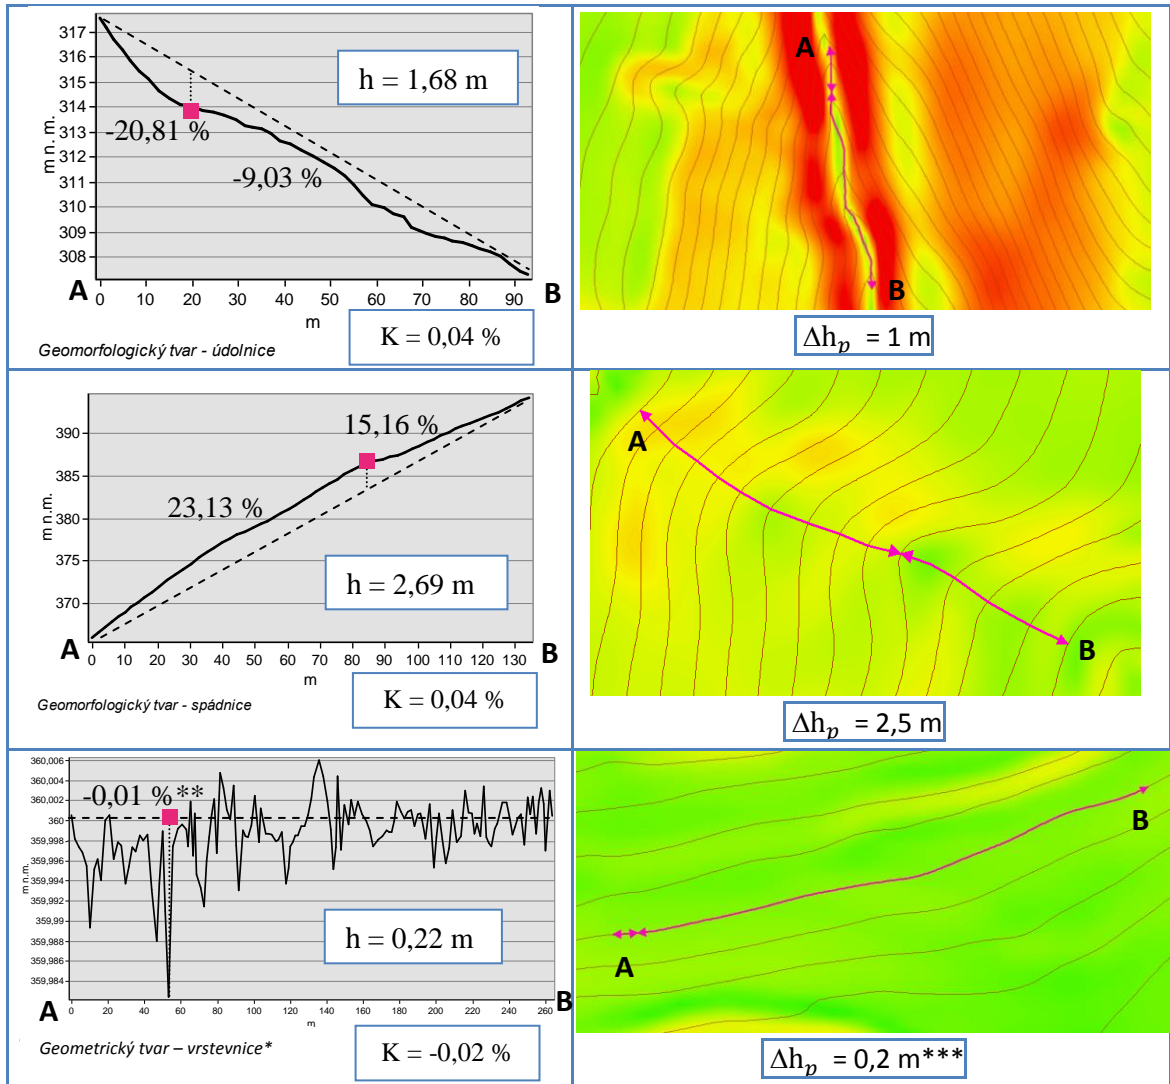 317
316
315
314
313
312
311
310
309
308
m n. m.
h = 1,68 m
-20,81 %
-9,03 %
A
0 10 20 30 40 50 60 70 80 90
B
m
K = 0,04 %
Geomorfologický tvar - údolnice
A
B
Δhₚ = 1 m
390
385
380
375
370
m n.m.
15,16 %
23,13 %
h = 2,69 m
A
0 10 20 30 40 50 60 70 80 90 100 110 120 130
B
m
K = 0,04 %
Geomorfologický tvar - spádnice
A
B
Δhₚ = 2,5 m
360,006
360,004
360,002
360
359,998
359,996
359,994
359,992
359,99
359,988
359,986
359,984
m n.m.
-0,01 %**
h = 0,22 m
A
0 20 40 60 80 100 120 140 160 180 200 220 240 260
B
m
K = -0,02 %
Geometrický tvar – vrstevnice*
A
B
Δhₚ = 0,2 m***